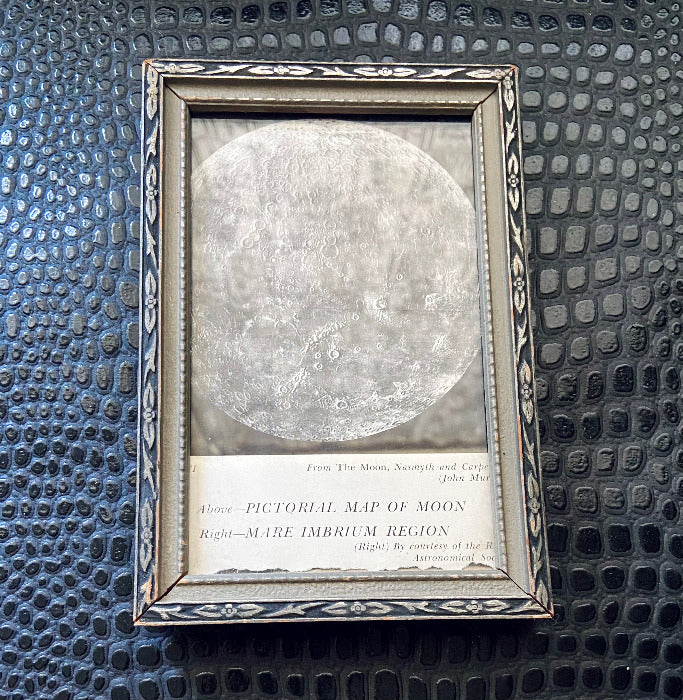 From The Moon, Nasmyth and Carpe
(John Mur
Above—PICTORIAL MAP OF MOON
Right—MARE IMBRIUM REGION
(Right) By courtesy of the R
Astronomical Soc